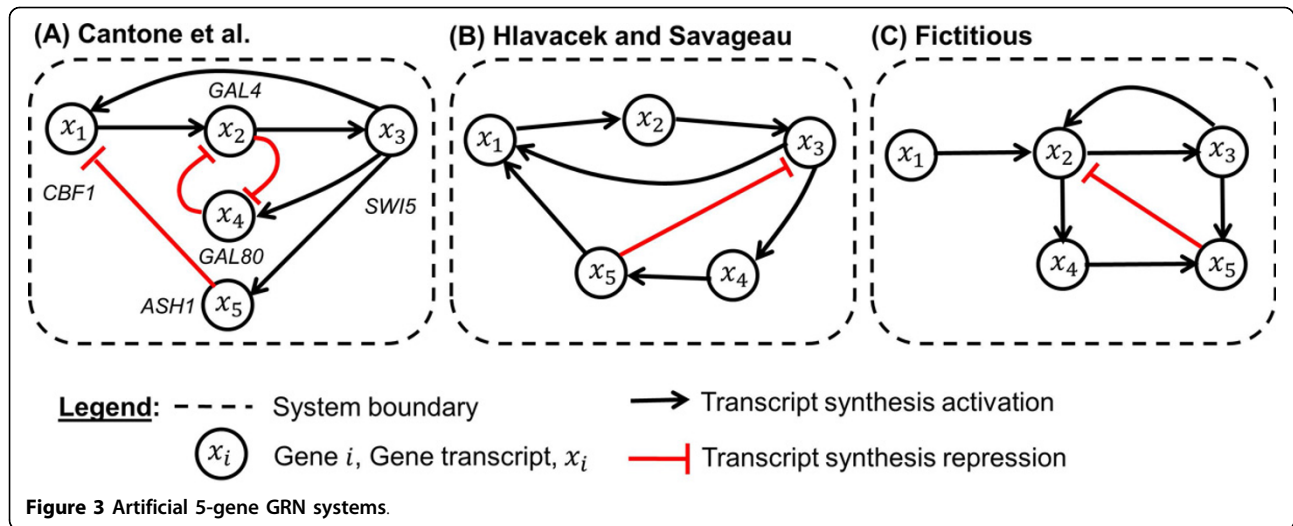 (A) Cantone et al.
(B) Hlavacek and Savageau
(C) Fictitious
GAL4
x₁
x₂
x₃
CBF1
x₄
SWI5
GAL80
ASH1
x₅
x₁
x₂
x₃
x₅
x₄
x₁
x₂
x₃
x₄
x₅
Legend: System boundary
Transcript synthesis activation
xᵢ Gene i, Gene transcript, xᵢ
Transcript synthesis repression
Figure 3 Artificial 5-gene GRN systems.